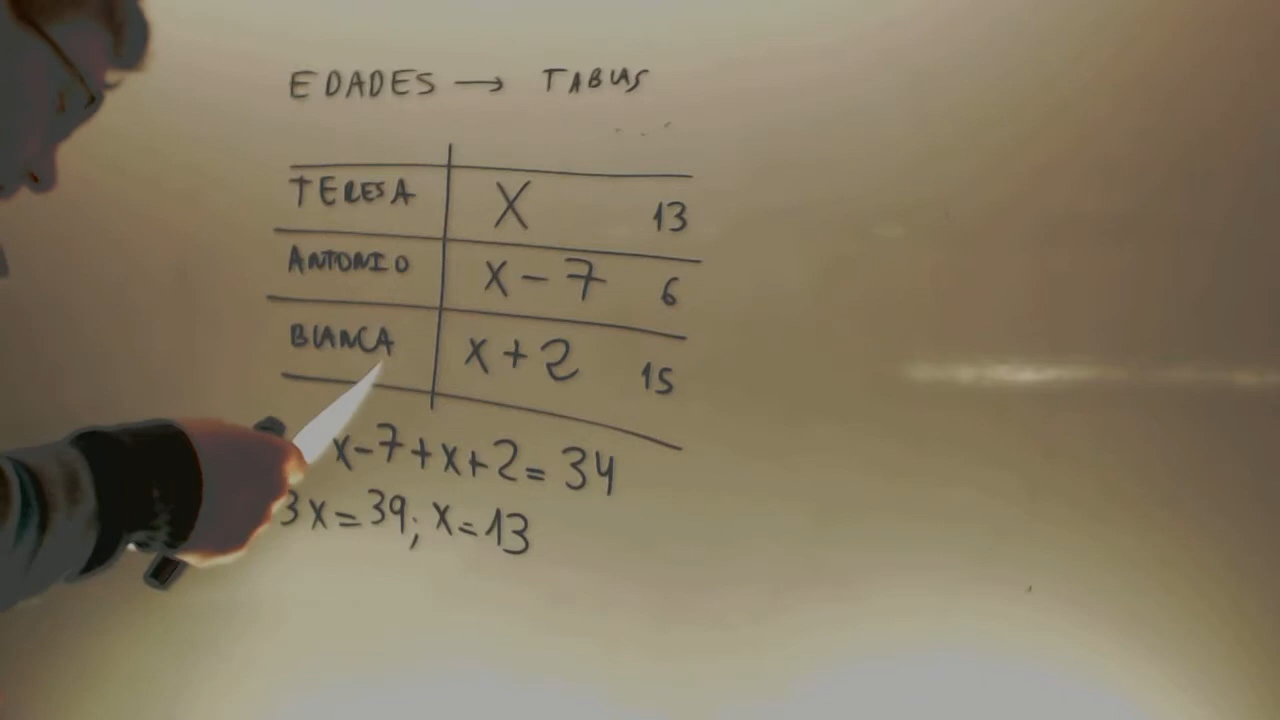 EDADES → TABLAS
TERESA X 13
ANTONIO X - 7 6
BLANCA X + 2 15
x-7+x+2=34
3x=39; x=13